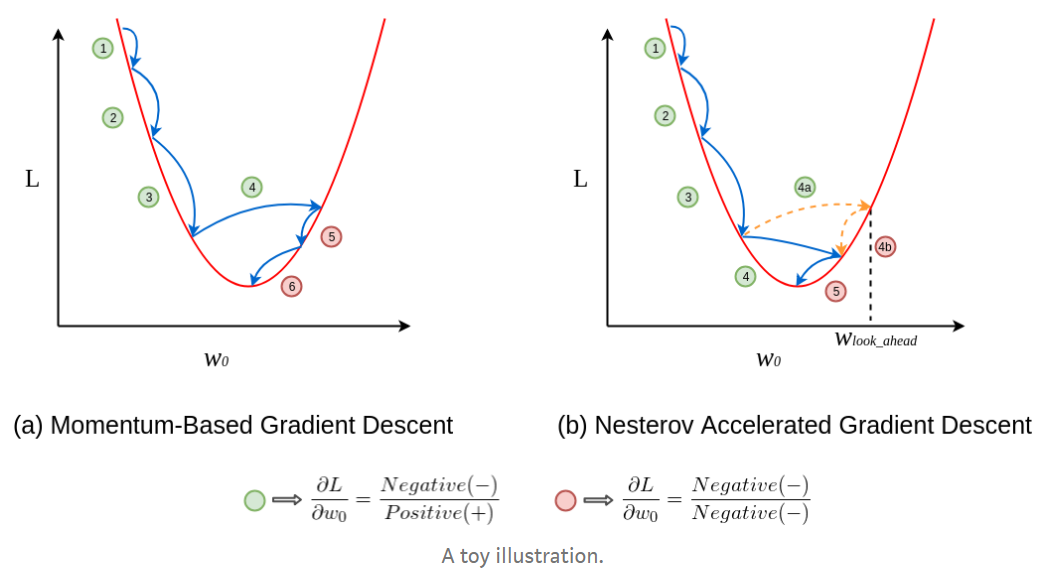 1
2
3
4
5
6
L
w0
1
2
3
4a
4b
4
5
L
wlook_ahead
w0
(a) Momentum-Based Gradient Descent
(b) Nesterov Accelerated Gradient Descent
⟹ ∂L/∂w0 = Negative(−)/Positive(+)
⟹ ∂L/∂w0 = Negative(−)/Negative(−)
A toy illustration.